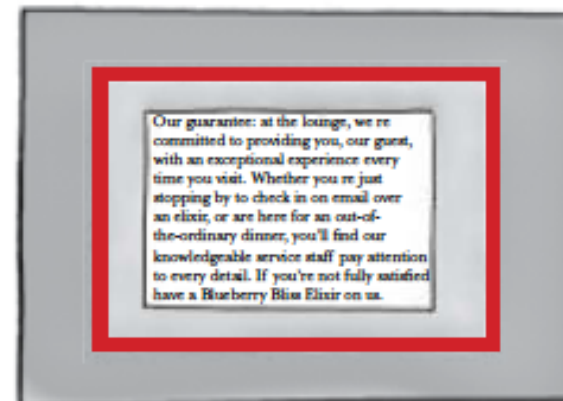 Our guarantee: at the lounge, we re
committed to providing you, our guest,
with an exceptional experience every
time you visit. Whether you re just
stopping by to check in on email over
an elixir, or are here for an out-of-
the-ordinary dinner, you'll find our
knowledgeable service staff pay attention
to every detail. If you're not fully satisfied
have a Blueberry Bliss Elixir on us.